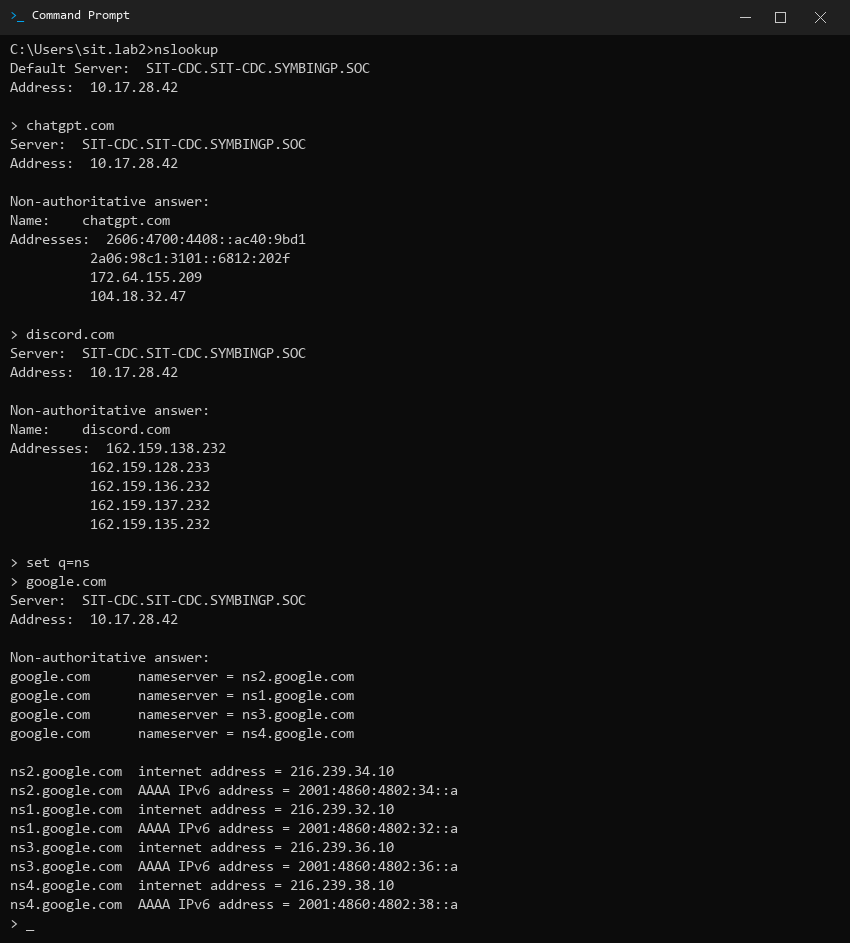 Command Prompt
C:\Users\sit.lab2>nslookup
Default Server:  SIT-CDC.SIT-CDC.SYMBINGP.SOC
Address:  10.17.28.42

> chatgpt.com
Server:  SIT-CDC.SIT-CDC.SYMBINGP.SOC
Address:  10.17.28.42

Non-authoritative answer:
Name:    chatgpt.com
Addresses:  2606:4700:4408::ac40:9bd1
          2a06:98c1:3101::6812:202f
          172.64.155.209
          104.18.32.47

> discord.com
Server:  SIT-CDC.SIT-CDC.SYMBINGP.SOC
Address:  10.17.28.42

Non-authoritative answer:
Name:    discord.com
Addresses:  162.159.138.232
          162.159.128.233
          162.159.136.232
          162.159.137.232
          162.159.135.232

> set q=ns
> google.com
Server:  SIT-CDC.SIT-CDC.SYMBINGP.SOC
Address:  10.17.28.42

Non-authoritative answer:
google.com      nameserver = ns2.google.com
google.com      nameserver = ns1.google.com
google.com      nameserver = ns3.google.com
google.com      nameserver = ns4.google.com

ns2.google.com  internet address = 216.239.34.10
ns2.google.com  AAAA IPv6 address = 2001:4860:4802:34::a
ns1.google.com  internet address = 216.239.32.10
ns1.google.com  AAAA IPv6 address = 2001:4860:4802:32::a
ns3.google.com  internet address = 216.239.36.10
ns3.google.com  AAAA IPv6 address = 2001:4860:4802:36::a
ns4.google.com  internet address = 216.239.38.10
ns4.google.com  AAAA IPv6 address = 2001:4860:4802:38::a
> _